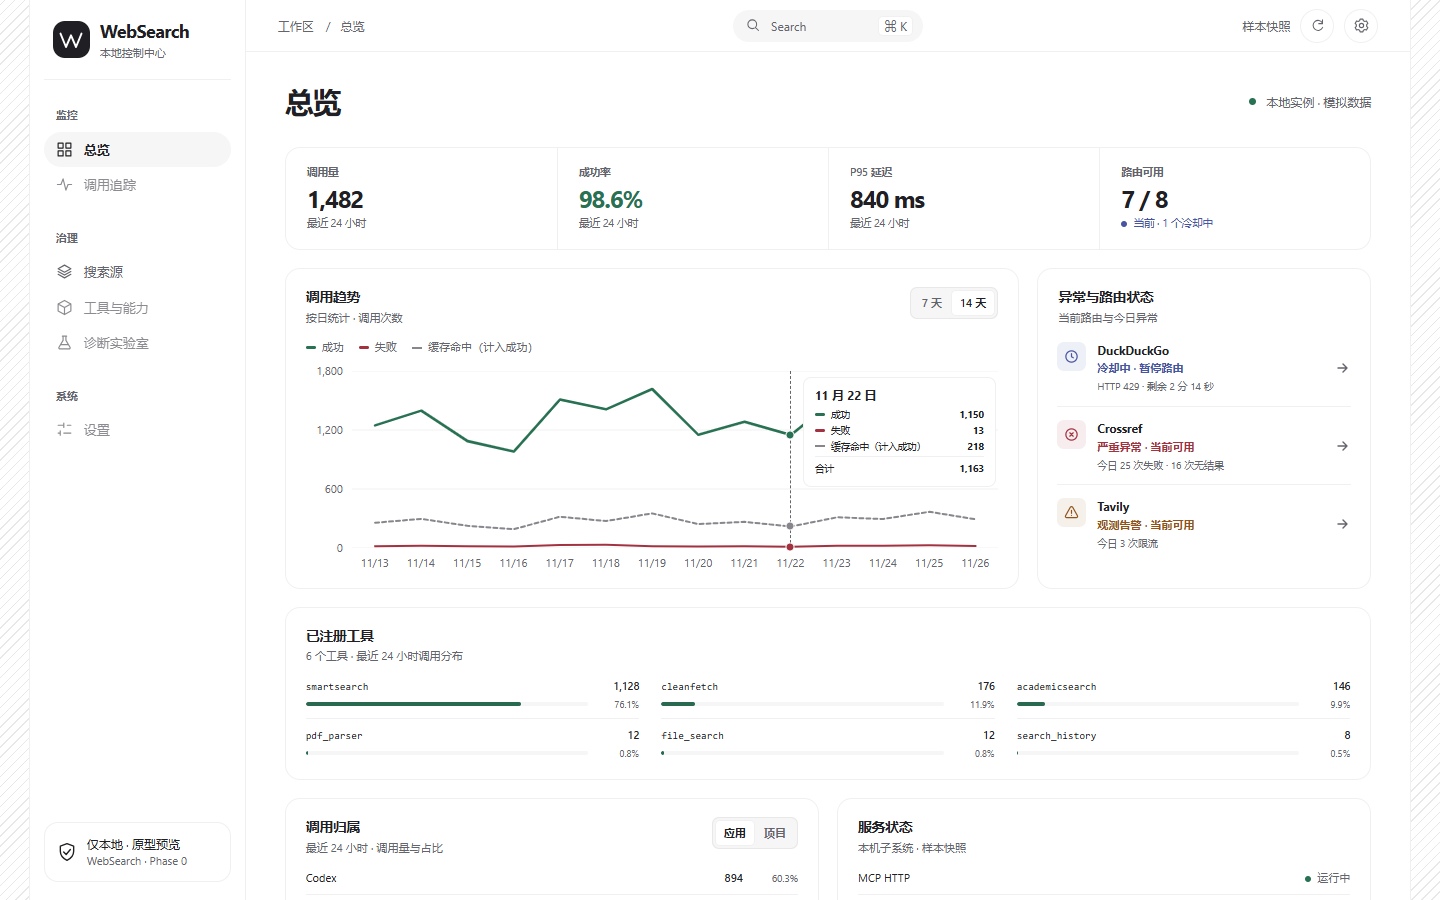 WebSearch
本地控制中心
监控
总览
调用追踪
治理
搜索源
工具与能力
诊断实验室
系统
设置
仅本地 · 原型预览
WebSearch · Phase 0
工作区 / 总览
Search ⌘ K
样本快照
总览
本地实例 · 模拟数据
调用量
1,482
最近 24 小时
成功率
98.6%
最近 24 小时
P95 延迟
840 ms
最近 24 小时
路由可用
7 / 8
当前 · 1 个冷却中
调用趋势
按日统计 · 调用次数
7 天 14 天
成功 失败 缓存命中（计入成功）
1,800
1,200
600
0
11/13 11/14 11/15 11/16 11/17 11/18 11/19 11/20 11/21 11/22 11/23 11/24 11/25 11/26
11 月 22 日
成功 1,150
失败 13
缓存命中（计入成功） 218
合计 1,163
异常与路由状态
当前路由与今日异常
DuckDuckGo
冷却中 · 暂停路由
HTTP 429 · 剩余 2 分 14 秒
Crossref
严重异常 · 当前可用
今日 25 次失败 · 16 次无结果
Tavily
观测告警 · 当前可用
今日 3 次限流
已注册工具
6 个工具 · 最近 24 小时调用分布
smartsearch 1,128
76.1%
cleanfetch 176
11.9%
academicsearch 146
9.9%
pdf_parser 12
0.8%
file_search 12
0.8%
search_history 8
0.5%
调用归属
最近 24 小时 · 调用量与占比
应用 项目
Codex 894 60.3%
服务状态
本机子系统 · 样本快照
MCP HTTP 运行中